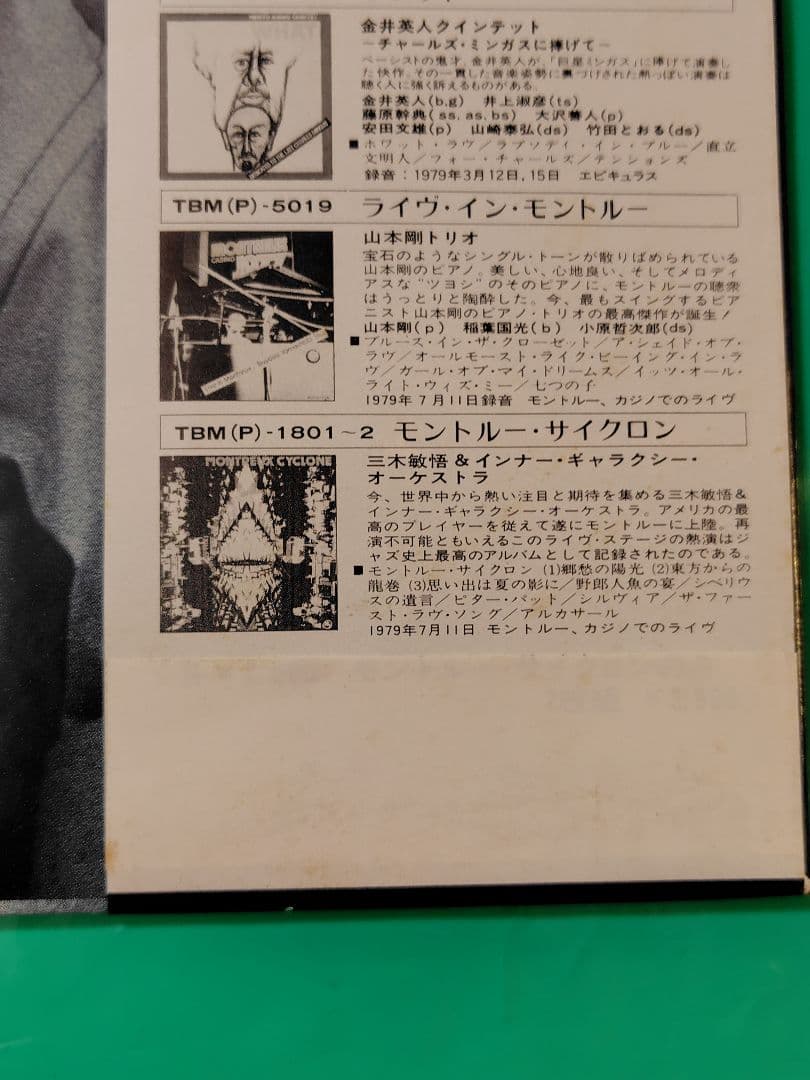 金井英人クインテット
－チャールズ・ミンガスに捧げて－
ベーシストの鬼才、金井英人が、「巨星ミンガス」に捧げて演奏し
た快作。その一貫した音楽姿勢に裏づけされた熱っぽい演奏は
聴く人に強く訴えるものがある。
金井英人(b,g) 井上淑彦(ts)
藤原幹典(ss,as,bs) 大沢善人(p)
安田文雄(p) 山崎泰弘(ds) 竹田とおる(ds)
■ホワット・ラヴ／ラプソディ・イン・ブルー／直立
文明人／フォー・チャールズ／テンションズ
録音：1979年3月12日,15日 エピキュラス
TBM(P)-5019 ライヴ・イン・モントルー
山本剛トリオ
宝石のようなシングル・トーンが散りばめられている
山本剛のピアノ。美しい、心地良い、そしてメロディ
アスな“ツヨシ”のそのピアノに、モントルーの聴衆
はうっとりと陶酔した。今、最もスイングするピア
ニスト山本剛のピアノ・トリオの最高傑作が誕生！
山本剛(p) 稲葉国光(b) 小原哲次郎(ds)
■ブルース・イン・ザ・クローゼット／ア・シェイド・オブ・
ラヴ／オールモースト・ライク・ビーイング・イン・ラ
ヴ／ガール・オブ・マイ・ドリームス／イッツ・オール・
ライト・ウィズ・ミー／七つの子
1979年7月11日録音 モントルー、カジノでのライヴ
TBM(P)-1801～2 モントルー・サイクロン
MONTREUX CYCLONE
三木敏悟＆インナー・ギャラクシー・
オーケストラ
今、世界中から熱い注目と期待を集める三木敏悟＆
インナー・ギャラクシー・オーケストラ。アメリカの最
高のプレイヤーを従えて遂にモントルーに上陸。再
演不可能ともいえるこのライヴ・ステージの熱演はジ
ャズ史上最高のアルバムとして記録されたのである。
■モントルー・サイクロン (1)郷愁の陽光 (2)東方からの
龍巻 (3)思い出は夏の影に／野郎人魚の宴／シベリウ
スの遺言／ピター・パット／シルヴィア／ザ・ファー
スト・ラヴ・ソング／アルカサール
1979年7月11日 モントルー、カジノでのライヴ